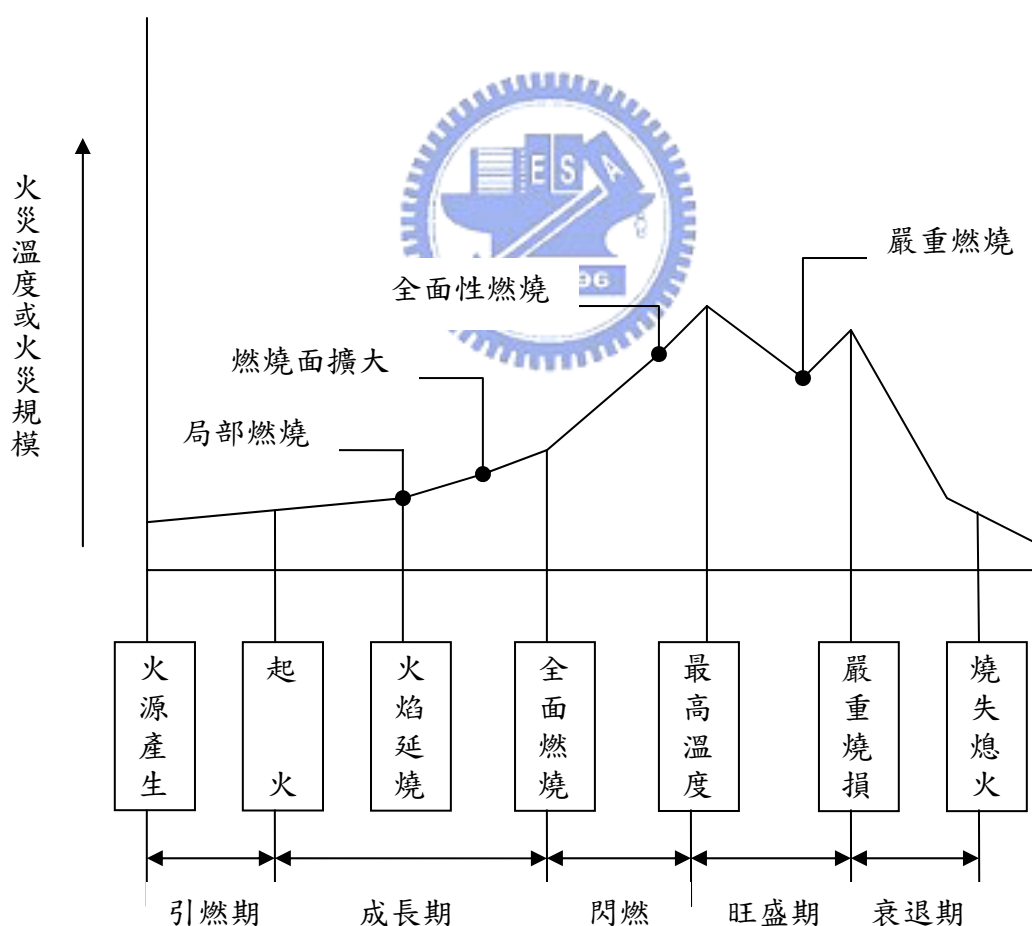 火災溫度或火災規模
ESA
96
全面性燃燒
嚴重燃燒
燃燒面擴大
局部燃燒
火源產生
起火
火焰延燒
全面燃燒
最高溫度
嚴重燒損
燒失熄火
引燃期
成長期
閃燃
旺盛期
衰退期